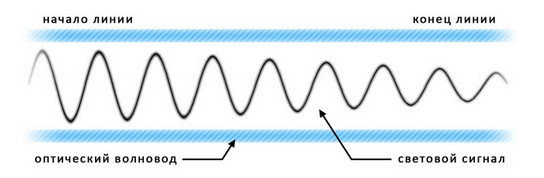 начало линии
конец линии
оптический волновод
световой сигнал